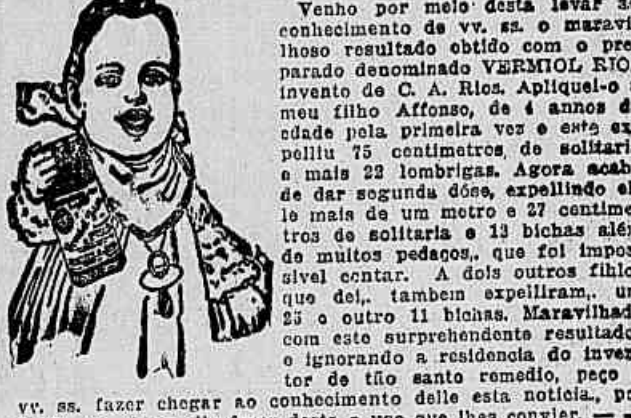 Venho por meio desta levar
conhecimento de vv. ss. o maravi
lhoso resultado obtido com o pre
parado denominado VERMIOL RIO
invento de C. A. Rios. Apliquei-o
meu filho Affonso, de 4 annos d
edade pela primeira vez e este ex
pelliu 75 centimetros, de solitari
e mais 22 lombrigas. Agora acab
de dar segunda dóse, expellindo el
le mais de um metro e 27 centime
tros de solitaria e 13 bichas alé
de muitos pedaços,. que foi impos
sivel contar. A dois outros filho
que dei,. tambem expelliram,. u
25 e outro 11 bichas. Maravilhad
com este surprehendente resultado
e ignorando a residencia do inven
tor de tão santo remedio, peço
vv. ss. fazer chegar ao conhecimento delle esta noticia., po